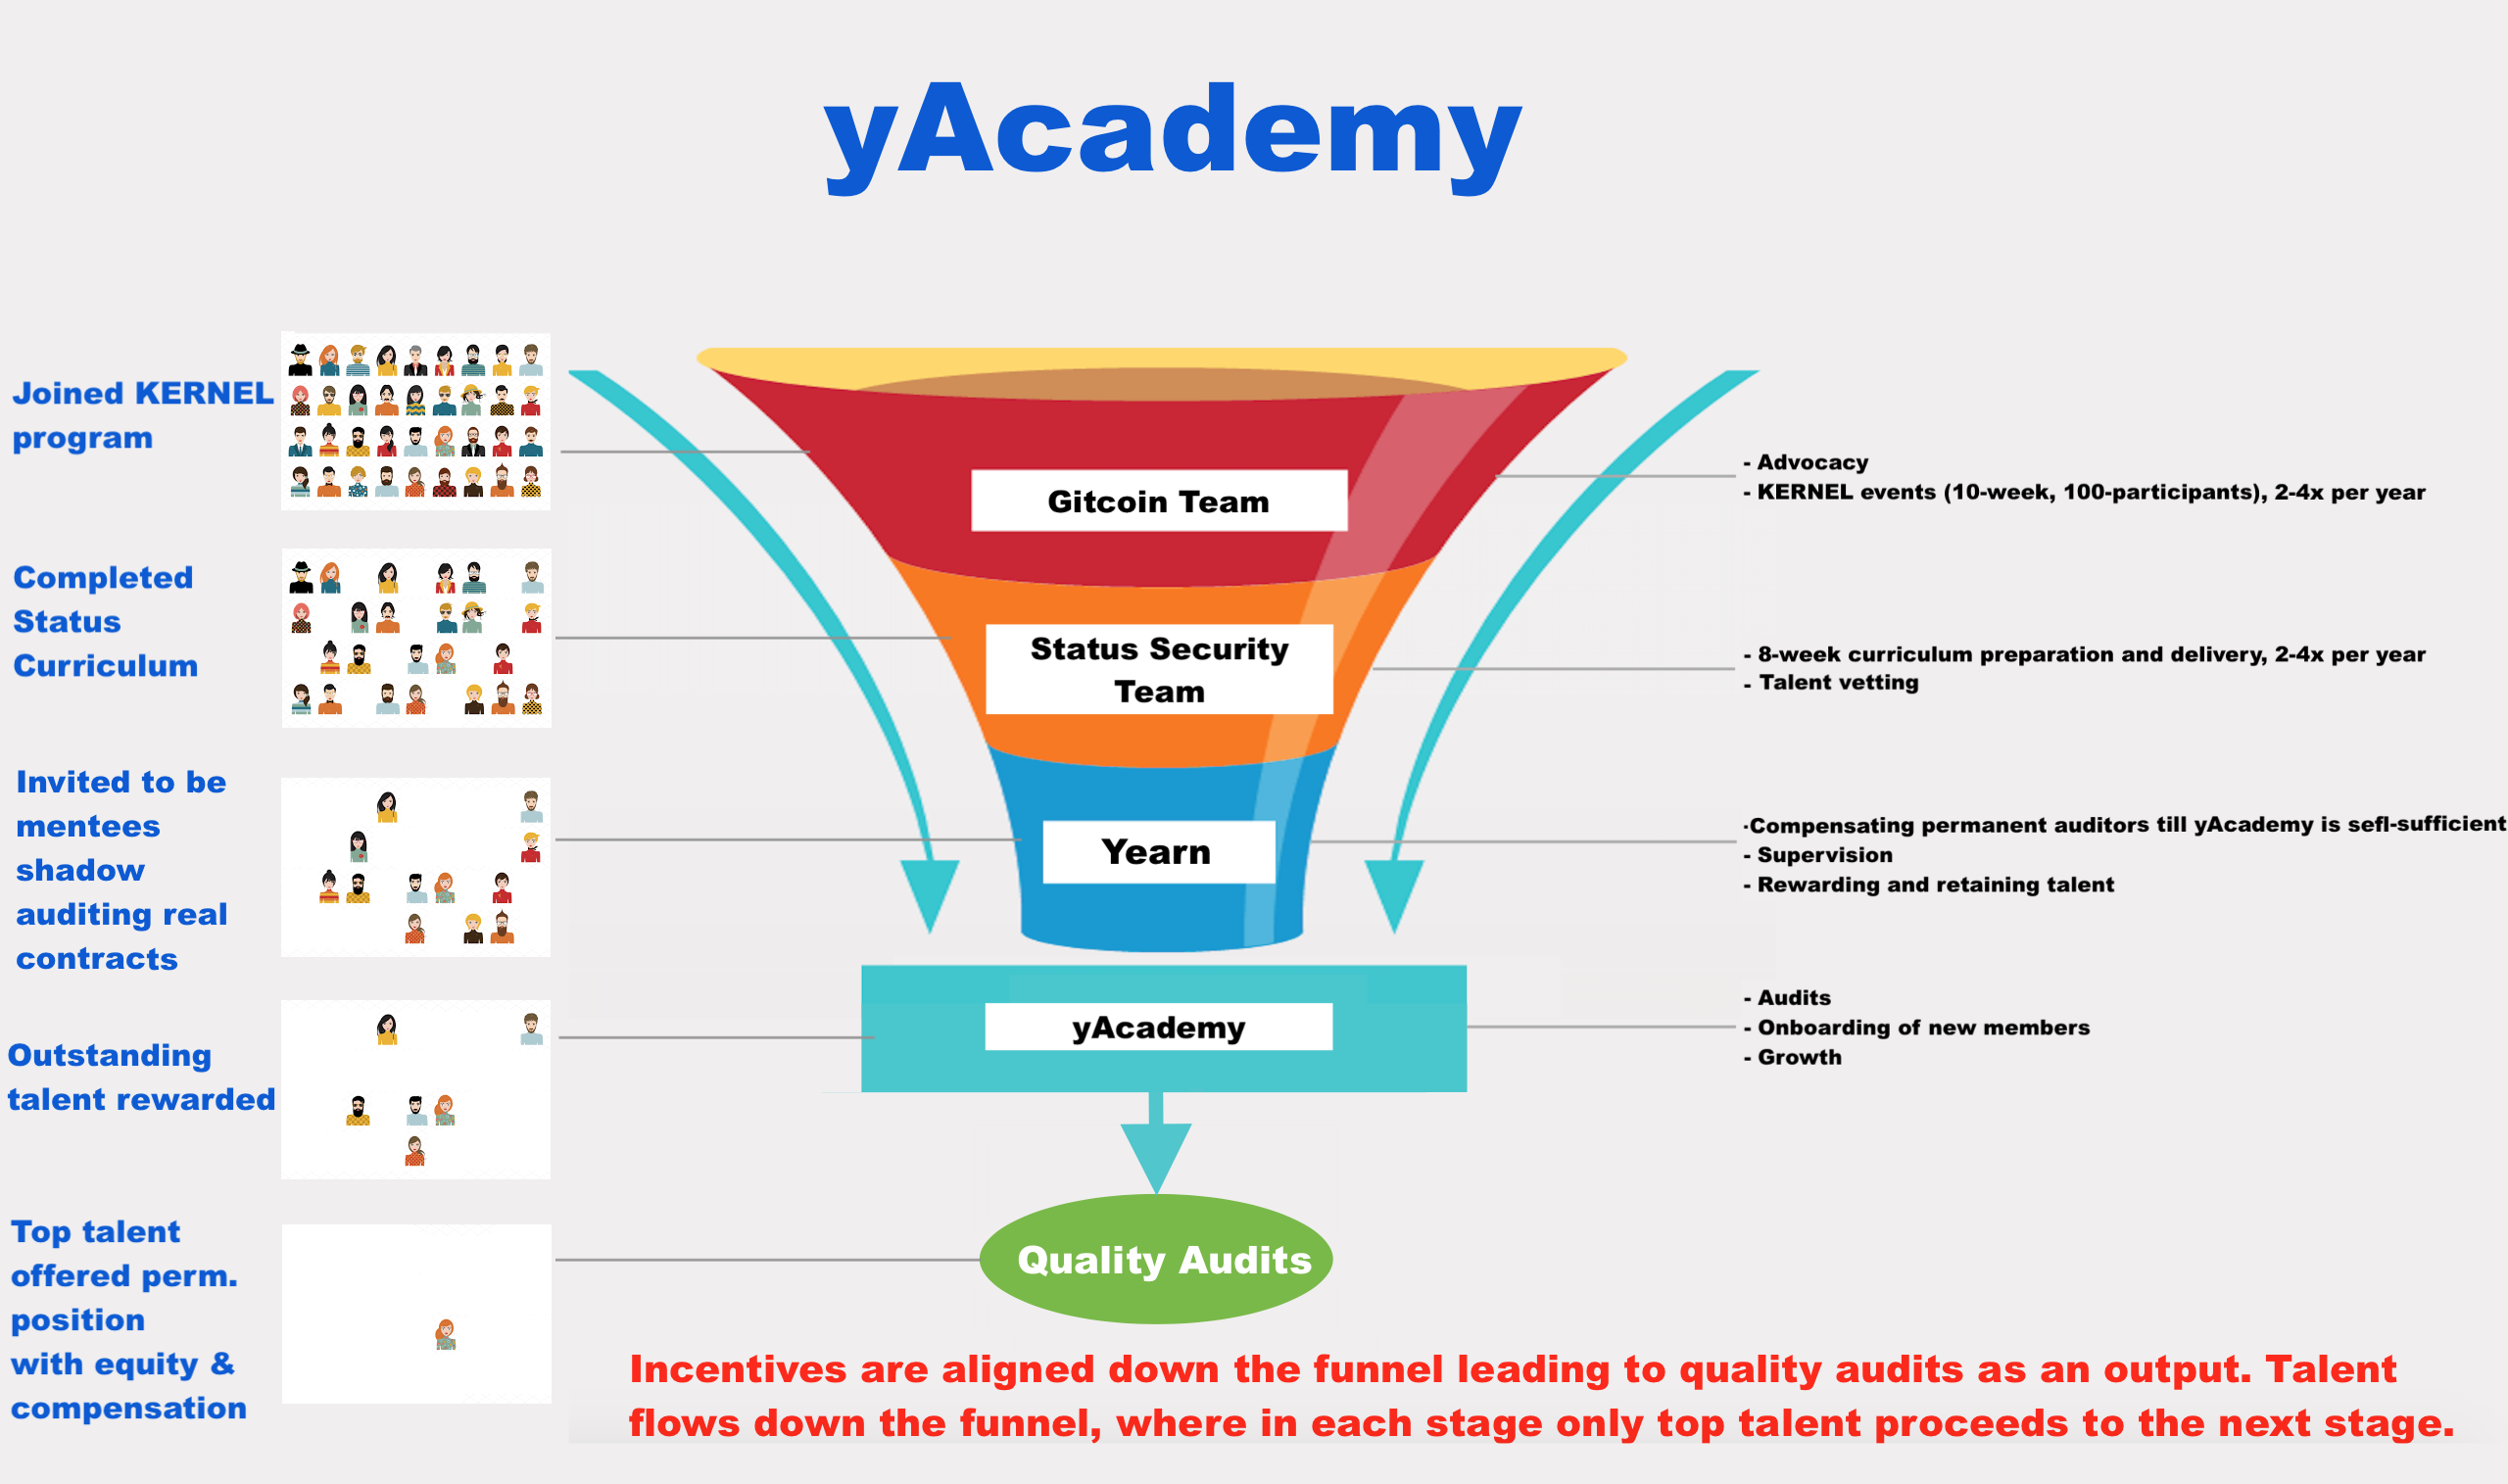 yAcademy
Joined KERNEL
program
Gitcoin Team
- Advocacy
- KERNEL events (10-week, 100-participants), 2-4x per year
Completed
Status
Curriculum
Status Security
Team
- 8-week curriculum preparation and delivery, 2-4x per year
- Talent vetting
Invited to be
mentees
shadow
auditing real
contracts
Yearn
-Compensating permanent auditors till yAcademy is sefl-sufficient
- Supervision
- Rewarding and retaining talent
Outstanding
talent rewarded
yAcademy
- Audits
- Onboarding of new members
- Growth
Top talent
offered perm.
position
with equity &
compensation
Quality Audits
Incentives are aligned down the funnel leading to quality audits as an output. Talent
flows down the funnel, where in each stage only top talent proceeds to the next stage.